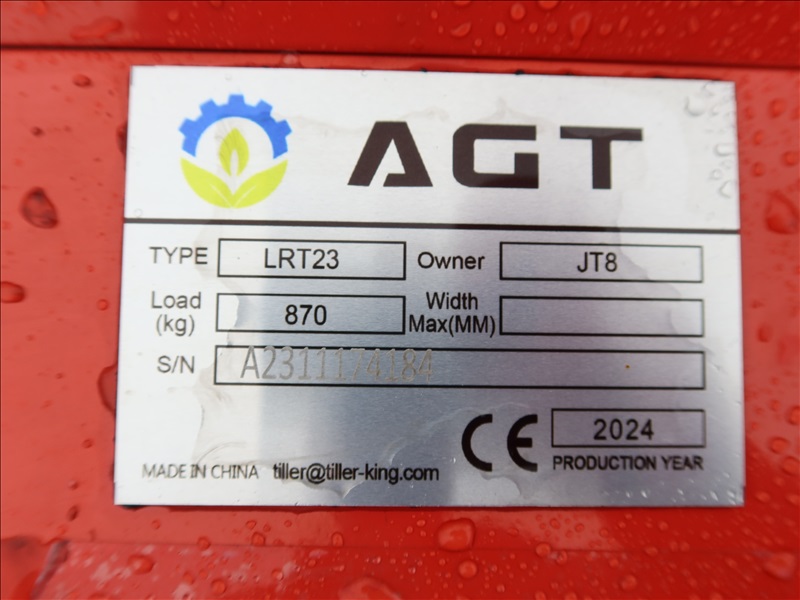 AGT
TYPE LRT23 Owner JT8
Load (kg) 870 Width Max(MM)
S/N A2311174184
CE 2024
PRODUCTION YEAR
MADE IN CHINA tiller@tiller-king.com